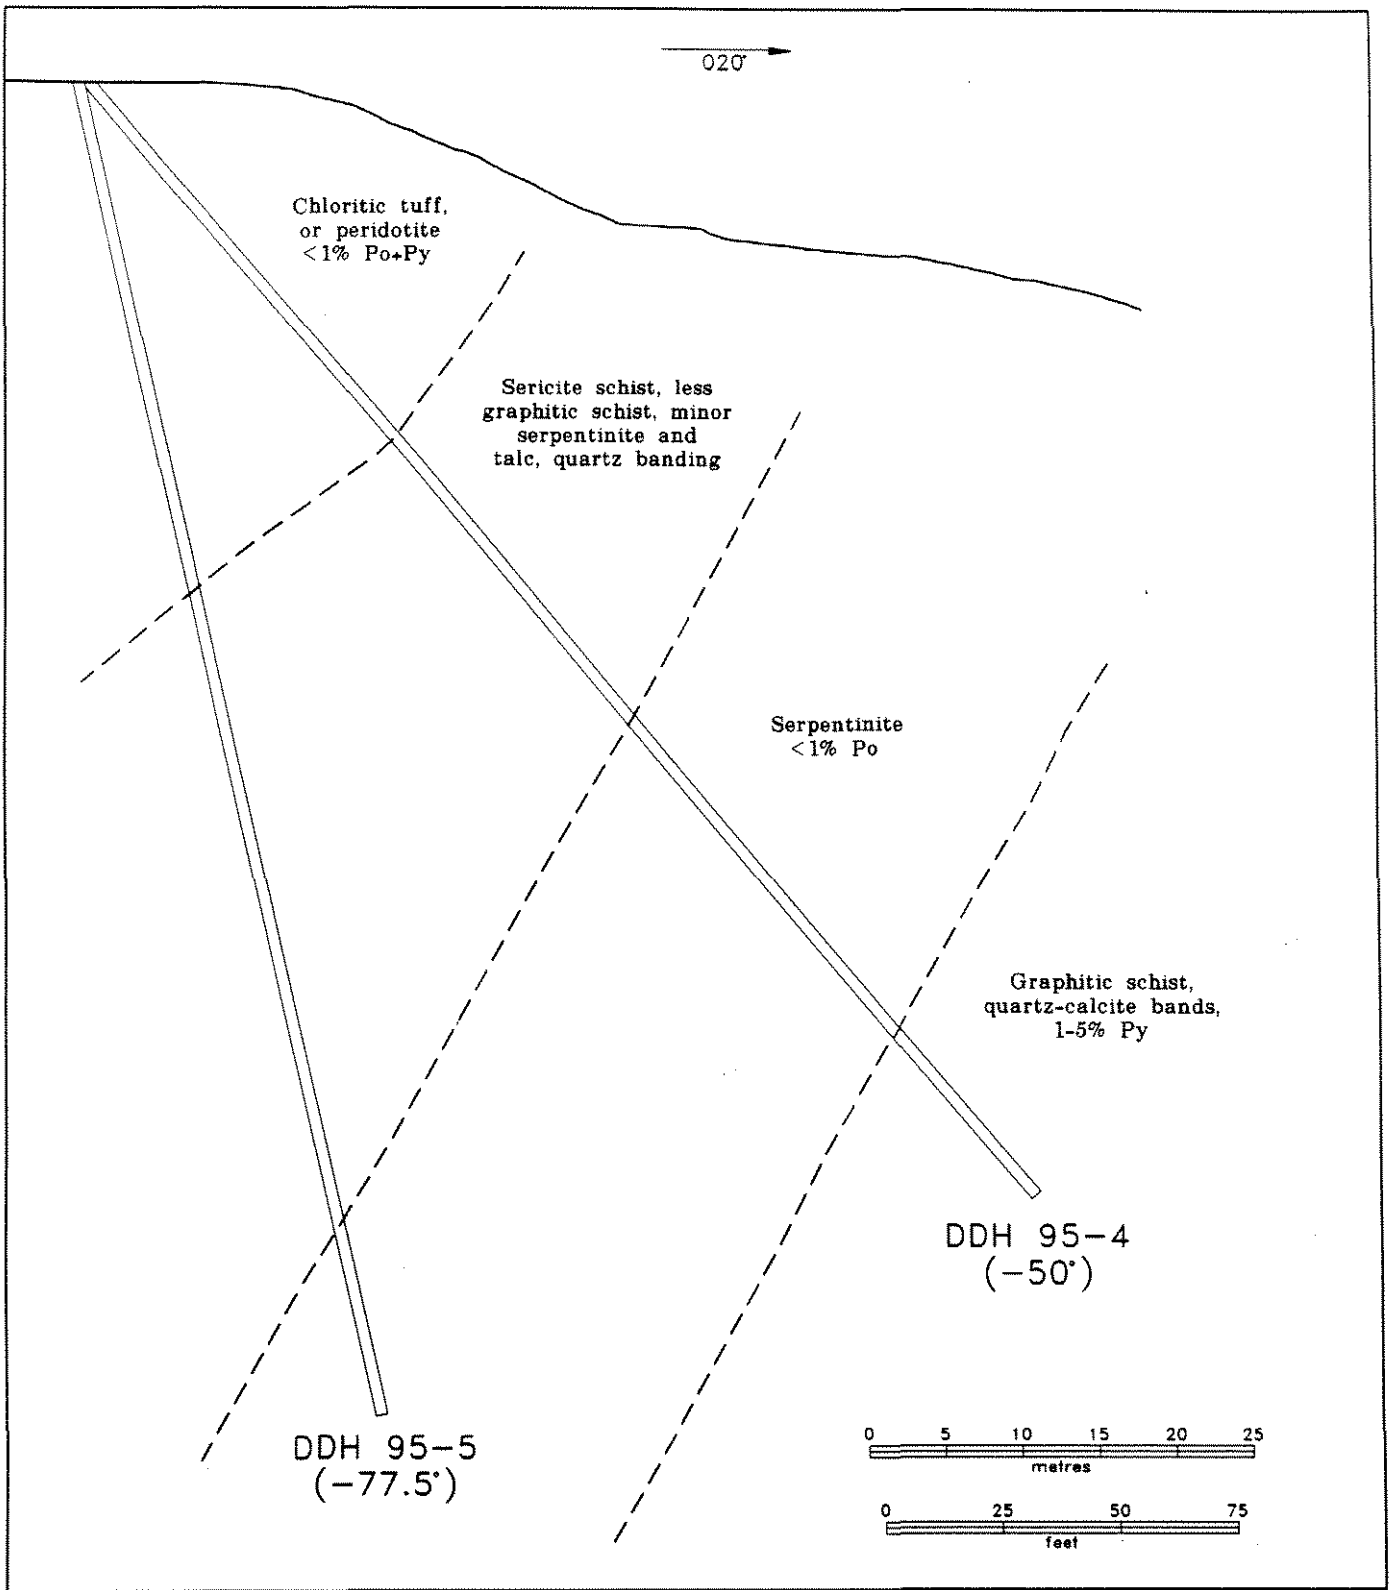 020°
Chloritic tuff,
or peridotite
<1% Po+Py
Sericite schist, less
graphitic schist, minor
serpentinite and
talc, quartz banding
Serpentinite
<1% Po
Graphitic schist,
quartz-calcite bands,
1-5% Py
DDH 95-4
(-50°)
DDH 95-5
(-77.5°)
0 5 10 15 20 25
metres
0 25 50 75
feet